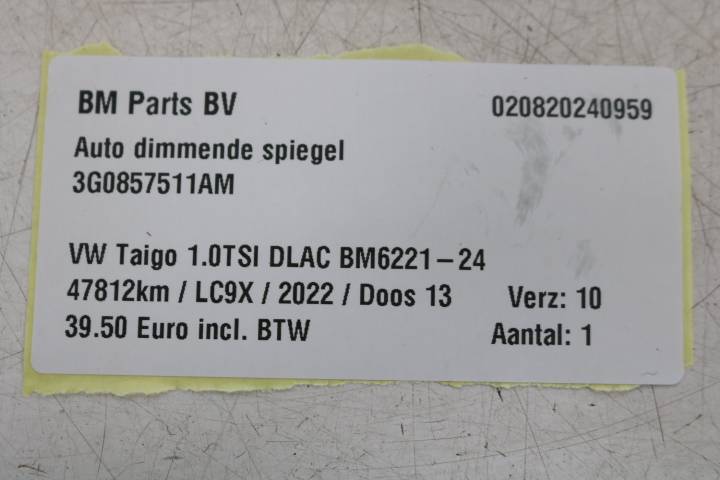 BM Parts BV 020820240959
Auto dimmende spiegel
3G0857511AM
VW Taigo 1.0TSI DLAC BM6221-24
47812km / LC9X / 2022 / Doos 13 Verz: 10
39.50 Euro incl. BTW Aantal: 1